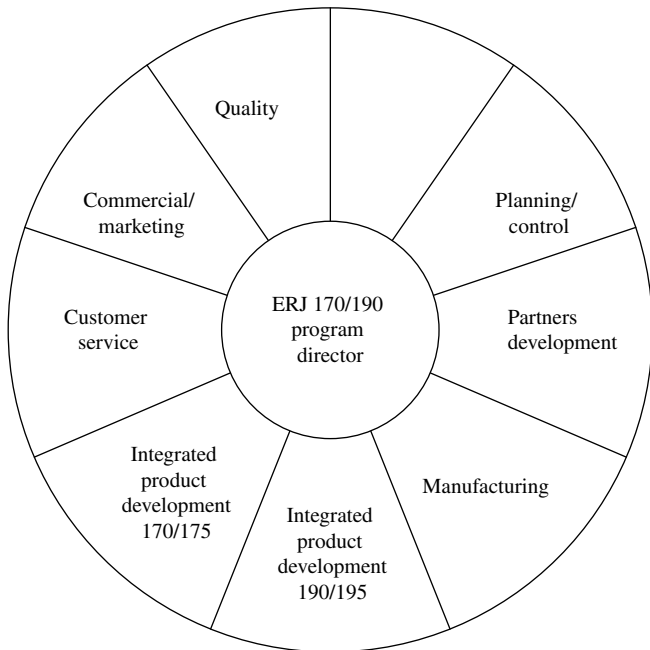 Quality
Commercial/
marketing
Planning/
control
Customer
service
ERJ 170/190
program
director
Partners
development
Integrated
product
development
170/175
Integrated
product
development
190/195
Manufacturing